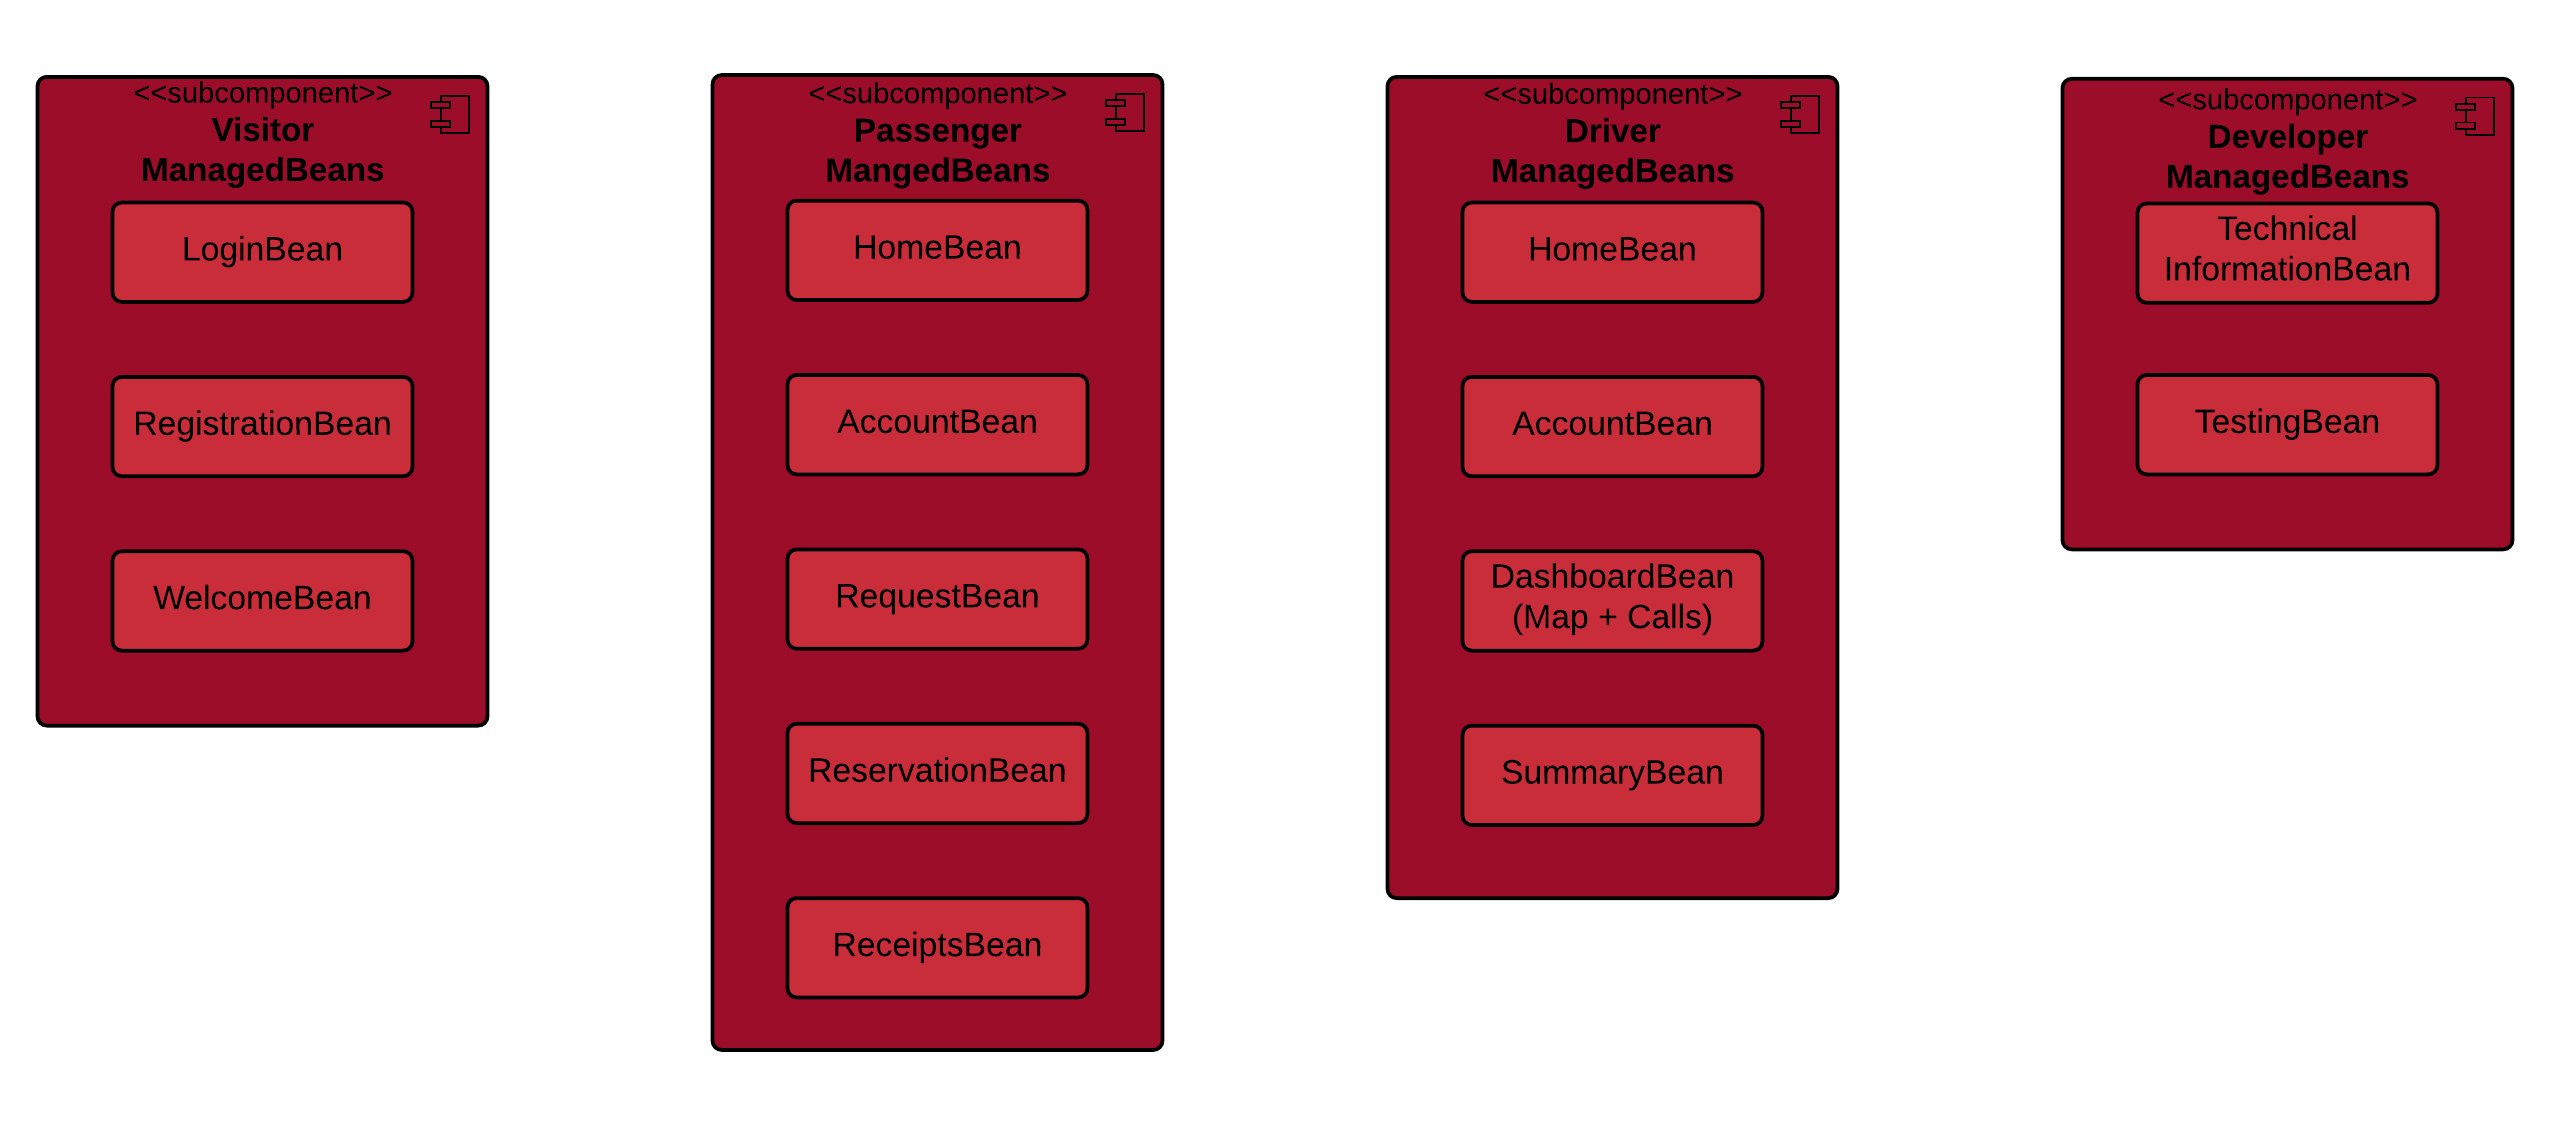 <<subcomponent>>
Visitor
ManagedBeans
LoginBean
RegistrationBean
WelcomeBean
<<subcomponent>>
Passenger
MangedBeans
HomeBean
AccountBean
RequestBean
ReservationBean
ReceiptsBean
<<subcomponent>>
Driver
ManagedBeans
HomeBean
AccountBean
DashboardBean
(Map + Calls)
SummaryBean
<<subcomponent>>
Developer
ManagedBeans
Technical
InformationBean
TestingBean